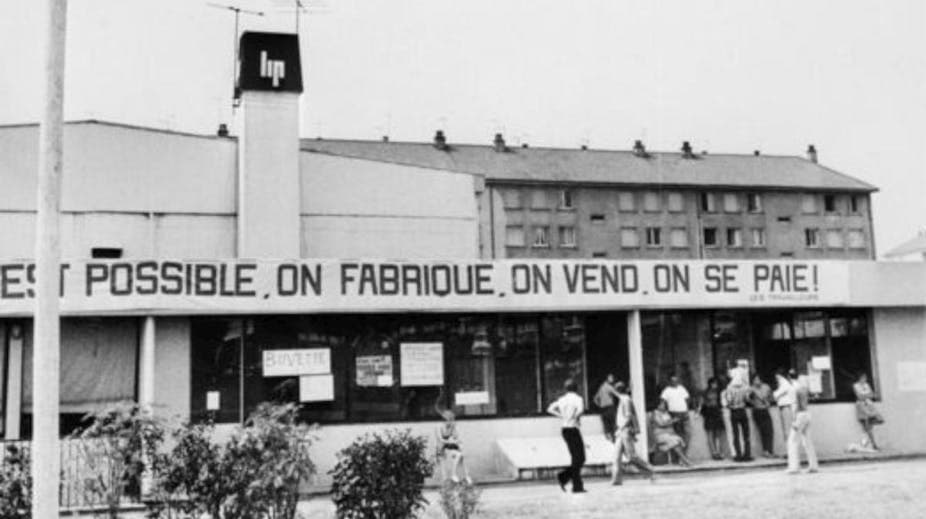 lip
EST POSSIBLE, ON FABRIQUE, ON VEND, ON SE PAIE!
LES TRAVAILLEURS
BUVETTE